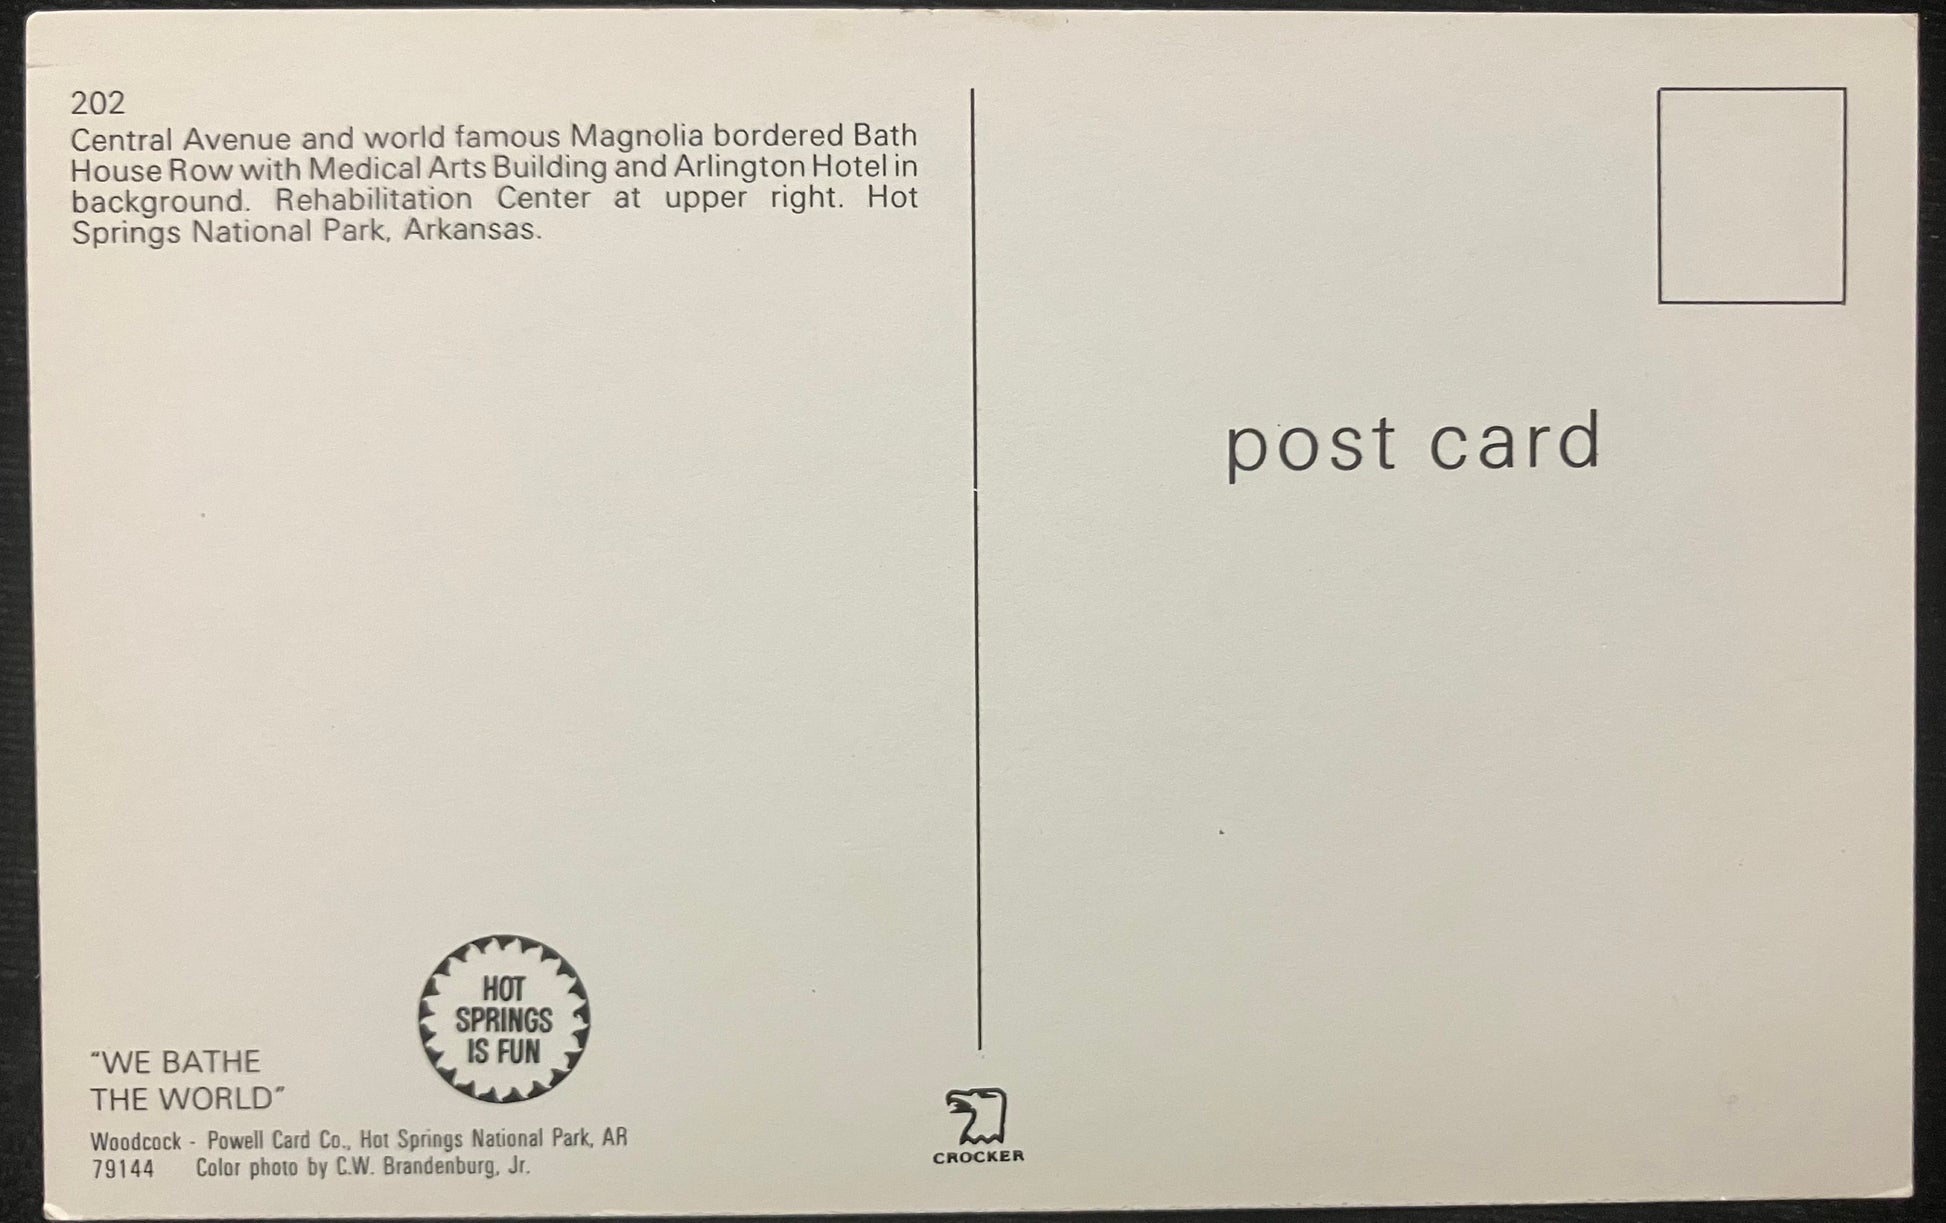 202
Central Avenue and world famous Magnolia bordered Bath
House Row with Medical Arts Building and Arlington Hotel in
background. Rehabilitation Center at upper right. Hot
Springs National Park, Arkansas.
post card
HOT
SPRINGS
IS FUN
"WE BATHE
THE WORLD"
Woodcock - Powell Card Co., Hot Springs National Park, AR
79144 Color photo by C.W. Brandenburg, Jr.
CROCKER